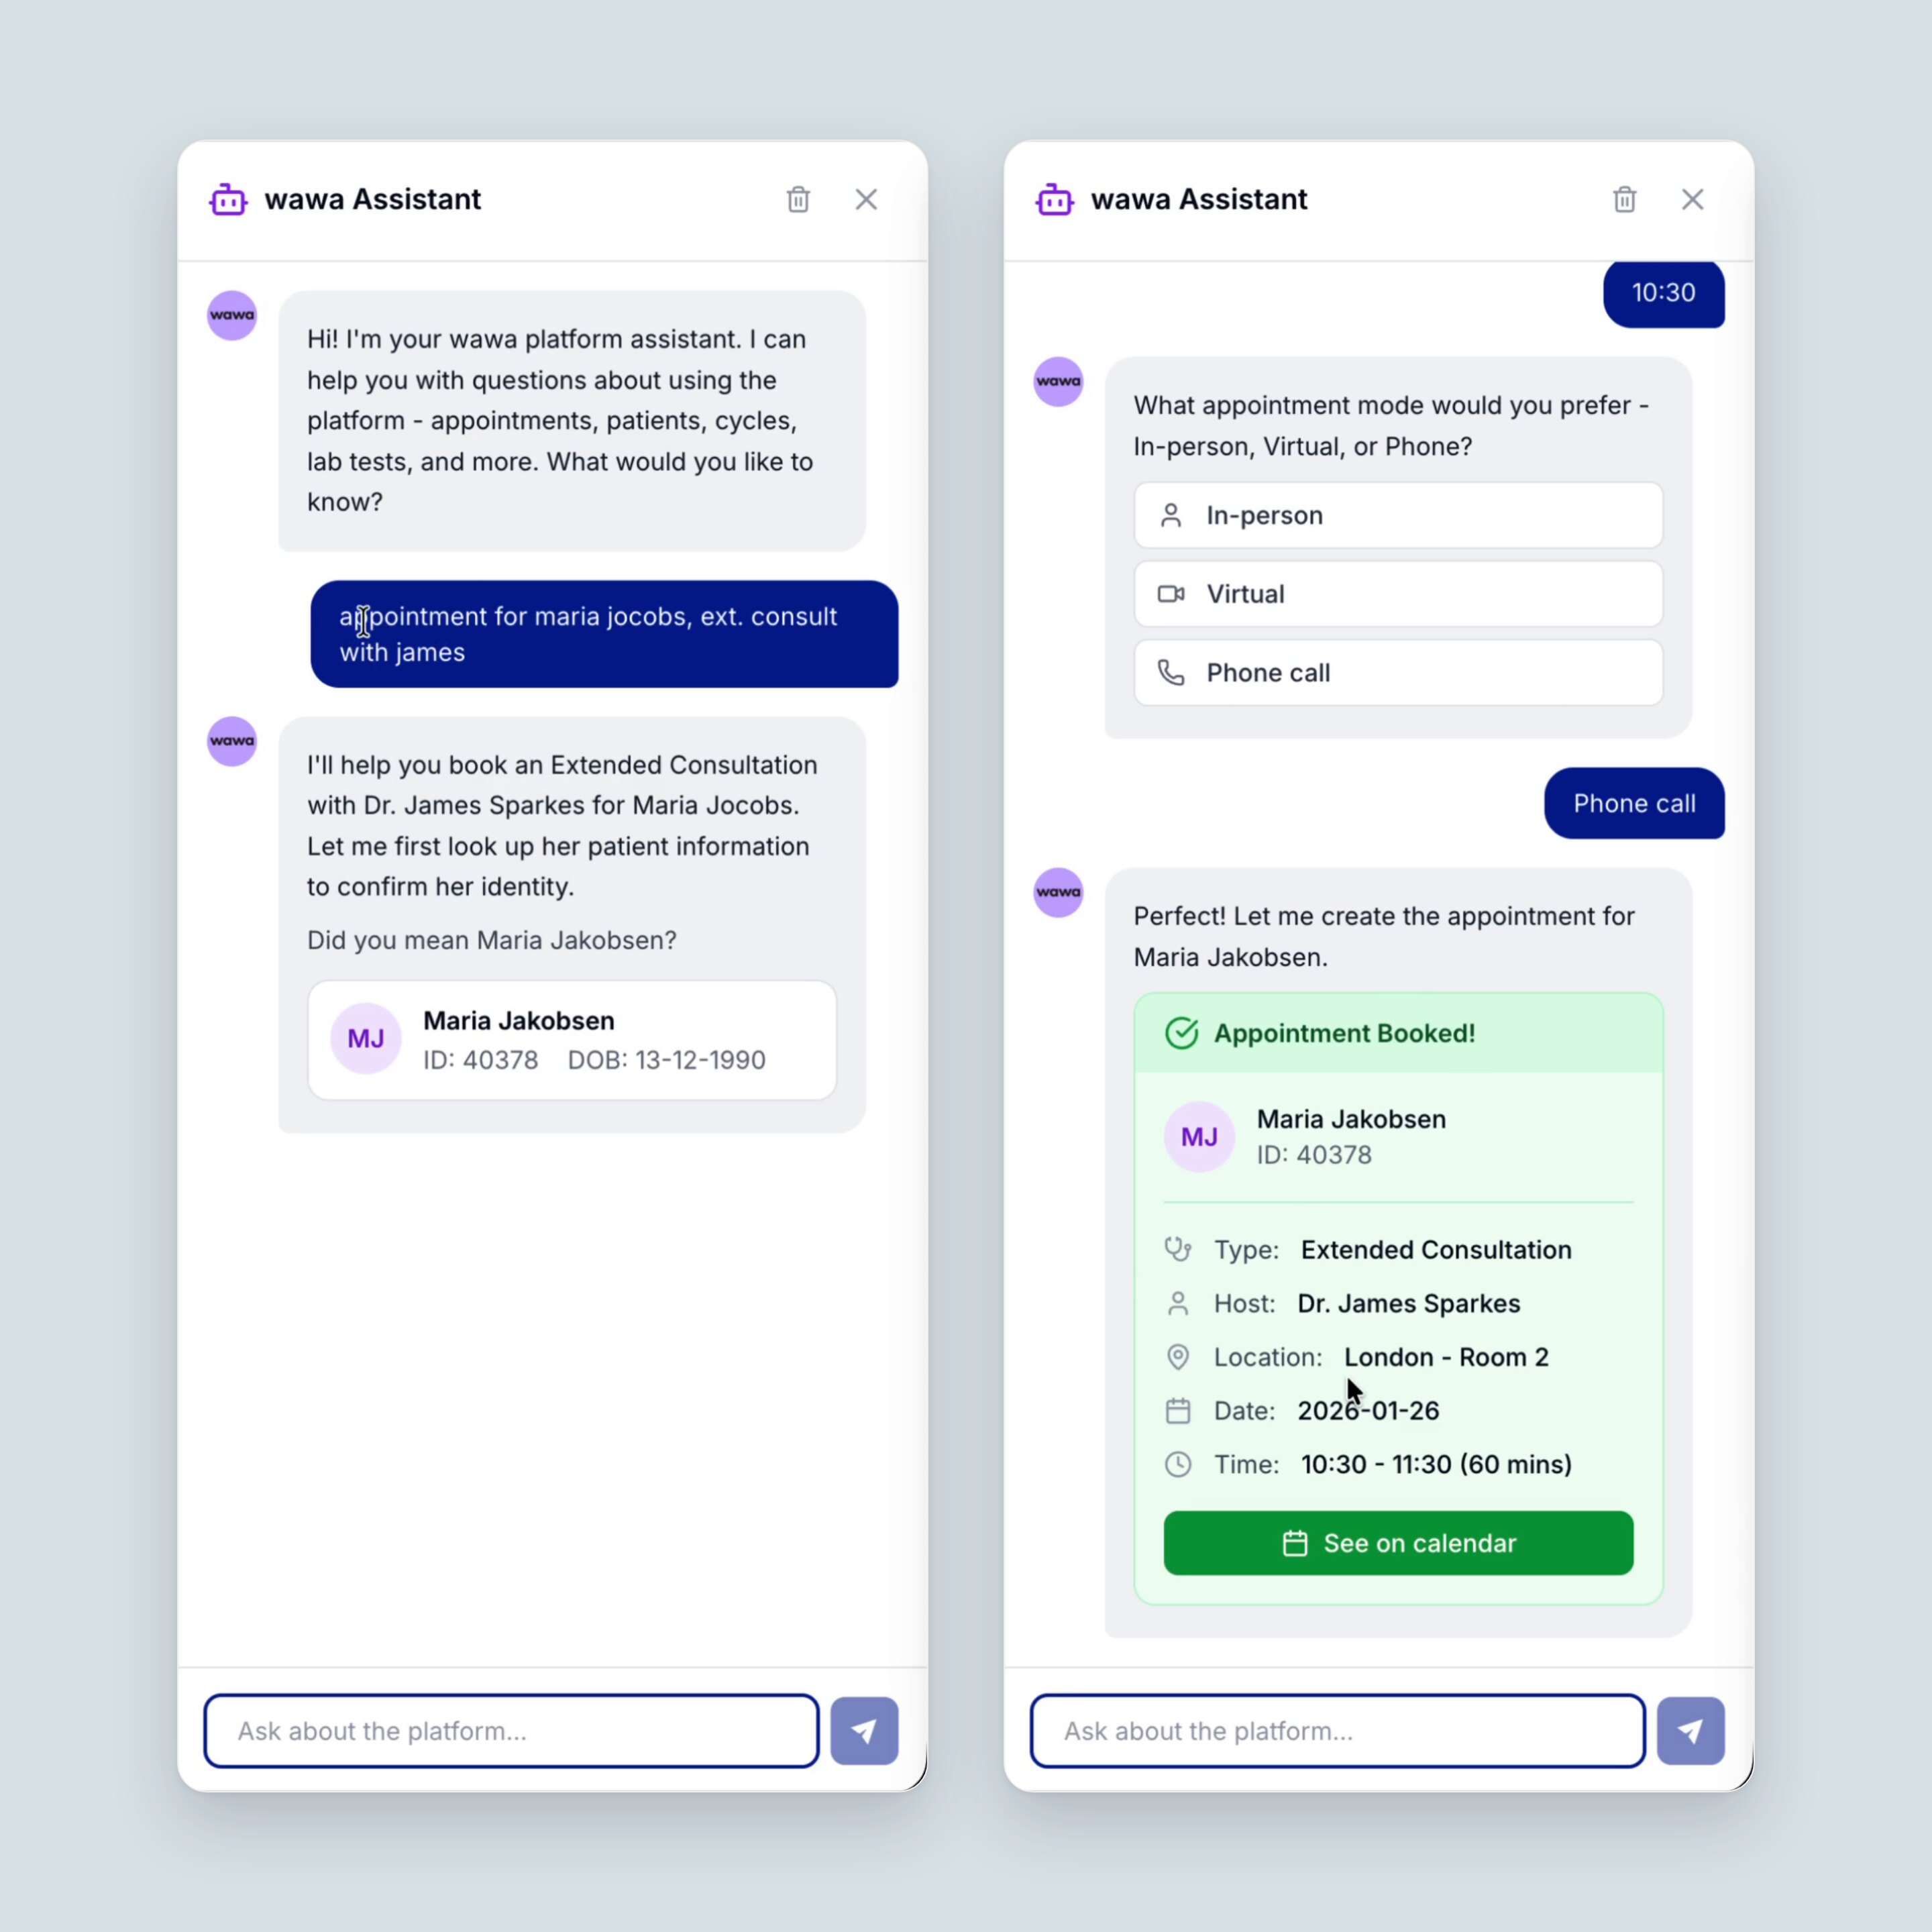 wawa Assistant
wawa
Hi! I'm your wawa platform assistant. I can
help you with questions about using the
platform - appointments, patients, cycles,
lab tests, and more. What would you like to
know?
appointment for maria jocobs, ext. consult
with james
wawa
I'll help you book an Extended Consultation
with Dr. James Sparkes for Maria Jocobs.
Let me first look up her patient information
to confirm her identity.
Did you mean Maria Jakobsen?
MJ
Maria Jakobsen
ID: 40378 DOB: 13-12-1990
Ask about the platform...
wawa Assistant
10:30
wawa
What appointment mode would you prefer -
In-person, Virtual, or Phone?
In-person
Virtual
Phone call
Phone call
wawa
Perfect! Let me create the appointment for
Maria Jakobsen.
Appointment Booked!
MJ
Maria Jakobsen
ID: 40378
Type: Extended Consultation
Host: Dr. James Sparkes
Location: London - Room 2
Date: 2026-01-26
Time: 10:30 - 11:30 (60 mins)
See on calendar
Ask about the platform...